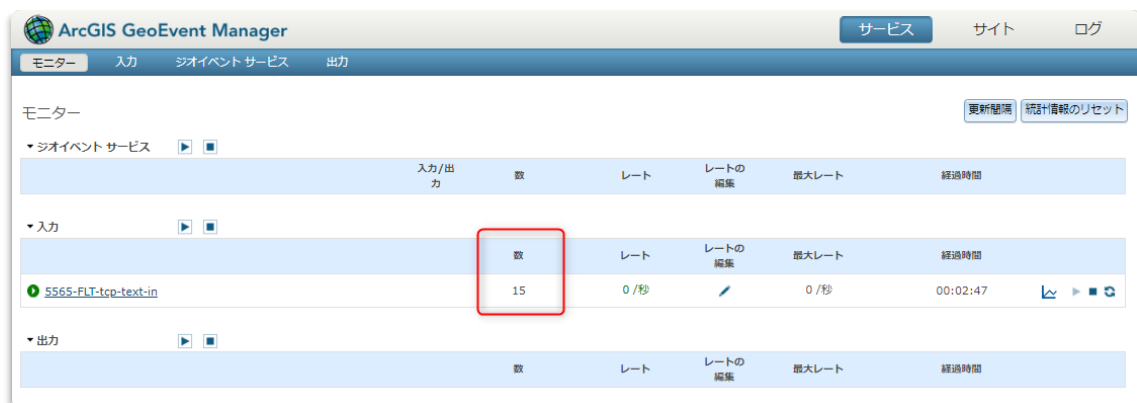 ArcGIS GeoEvent Manager
サービス サイト ログ
モニター 入力 ジオイベント サービス 出力
モニター
更新間隔 統計情報のリセット
ジオイベント サービス
入力/出力 数 レート レートの編集 最大レート 経過時間
入力
数 レート レートの編集 最大レート 経過時間
5565-FLT-tcp-text-in 15 0 /秒 0 /秒 00:02:47
出力
数 レート レートの編集 最大レート 経過時間